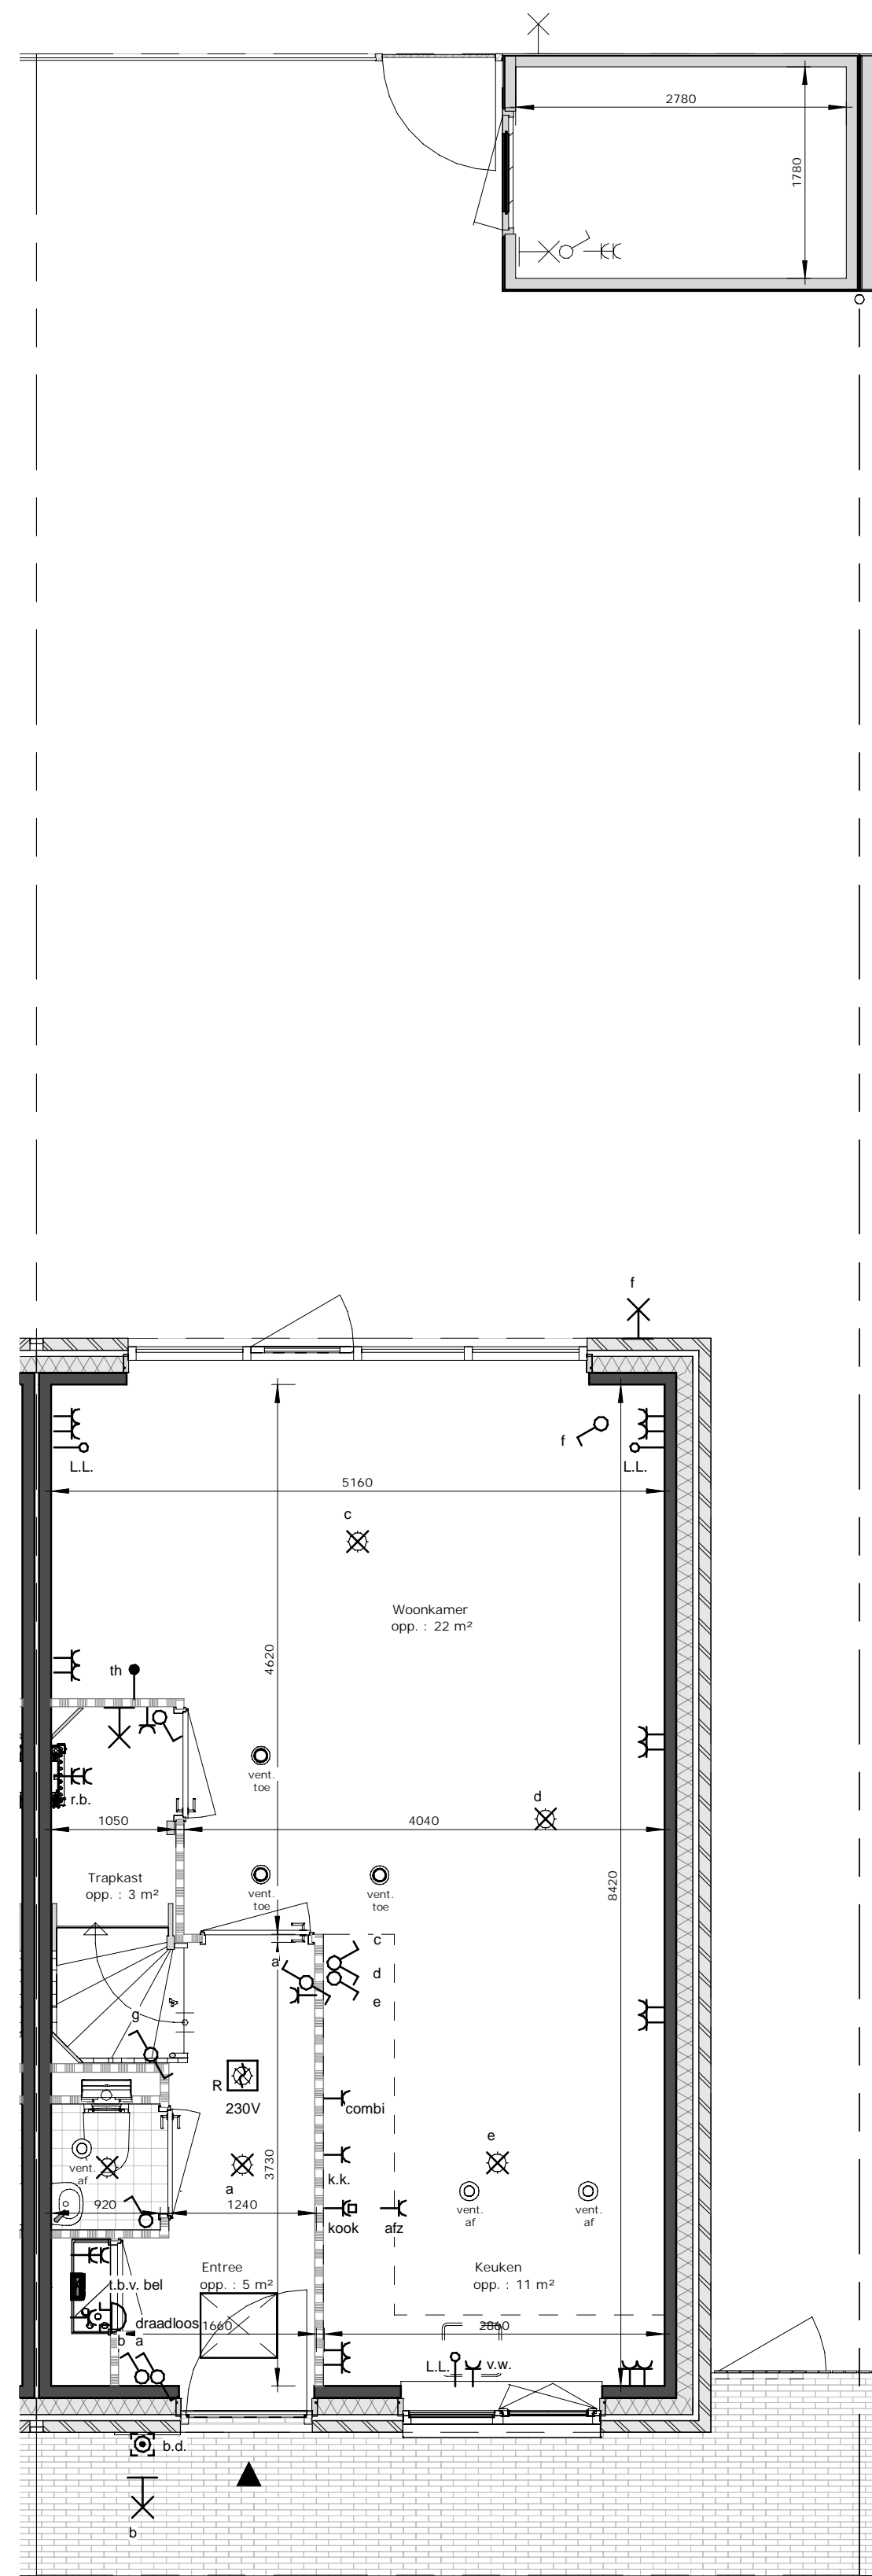 2780
1780
f
f
L.L.
L.L.
5160
c
Woonkamer
opp. : 22 m²
4620
th
vent.
toe
r.b.
d
1050
4040
Trapkast
opp. : 3 m²
8420
vent.
toe
vent.
toe
c
a
d
e
g
R
230V
combi
3730
e
vent.
af
k.k.
a
920
1240
vent.
af
vent.
af
kook
afz
Entree
opp. : 5 m²
Keuken
opp. : 11 m²
t.b.v. bel
draadloos
1660
2860
b
a
L.L.
v.w.
b.d.
b